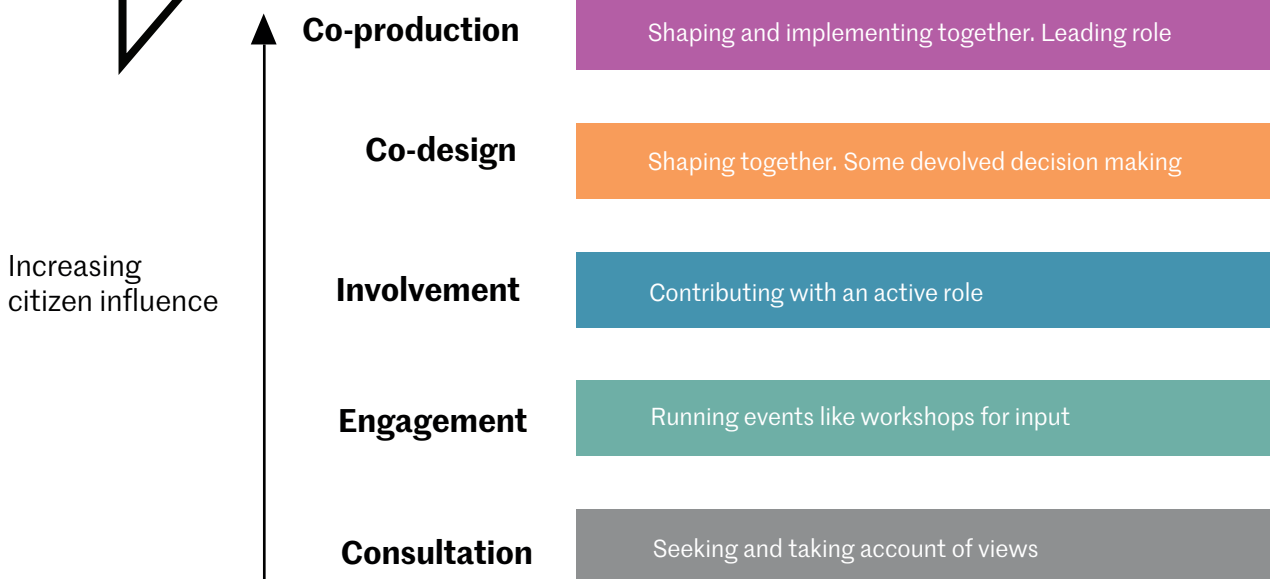 Co-production
Shaping and implementing together. Leading role
Co-design
Shaping together. Some devolved decision making
Increasing
citizen influence
Involvement
Contributing with an active role
Engagement
Running events like workshops for input
Consultation
Seeking and taking account of views